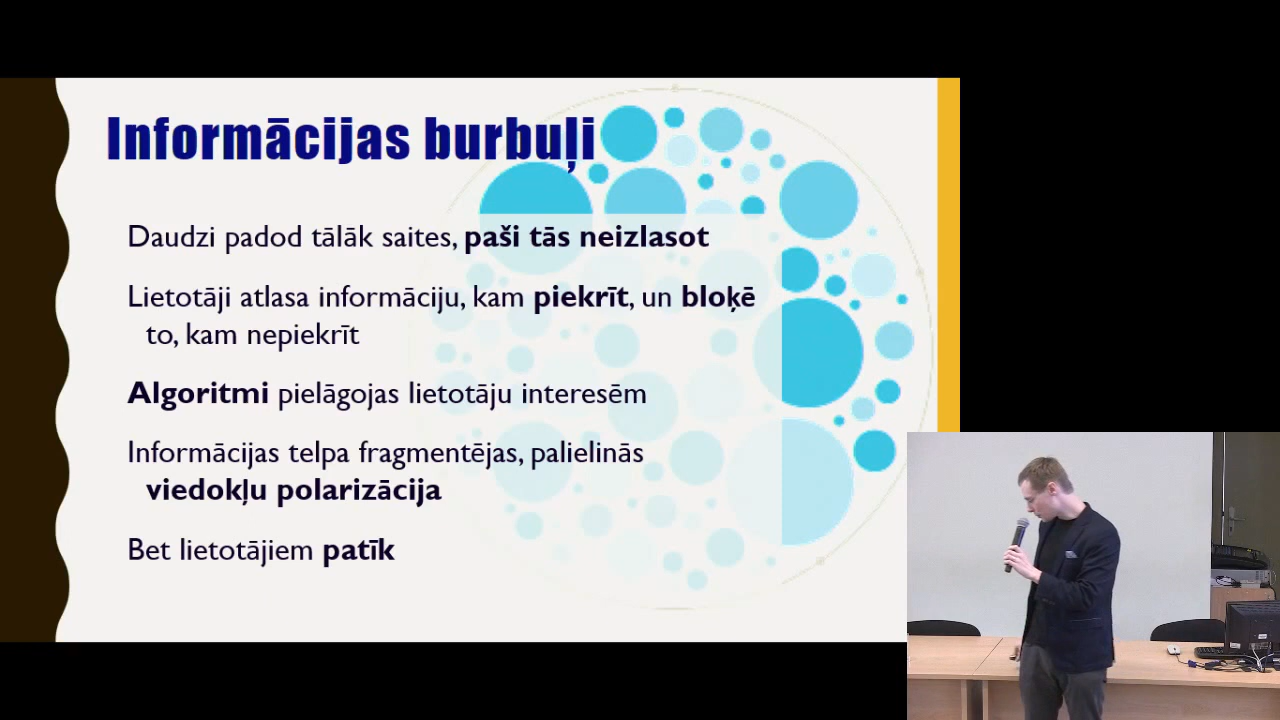 Informācijas burbuļi
Daudzi padod tālāk saites, paši tās neizlasot
Lietotāji atlasa informāciju, kam piekrīt, un bloķē
to, kam nepiekrīt
Algoritmi pielāgojas lietotāju interesēm
Informācijas telpa fragmentējas, palielinās
viedokļu polarizācija
Bet lietotājiem patīk